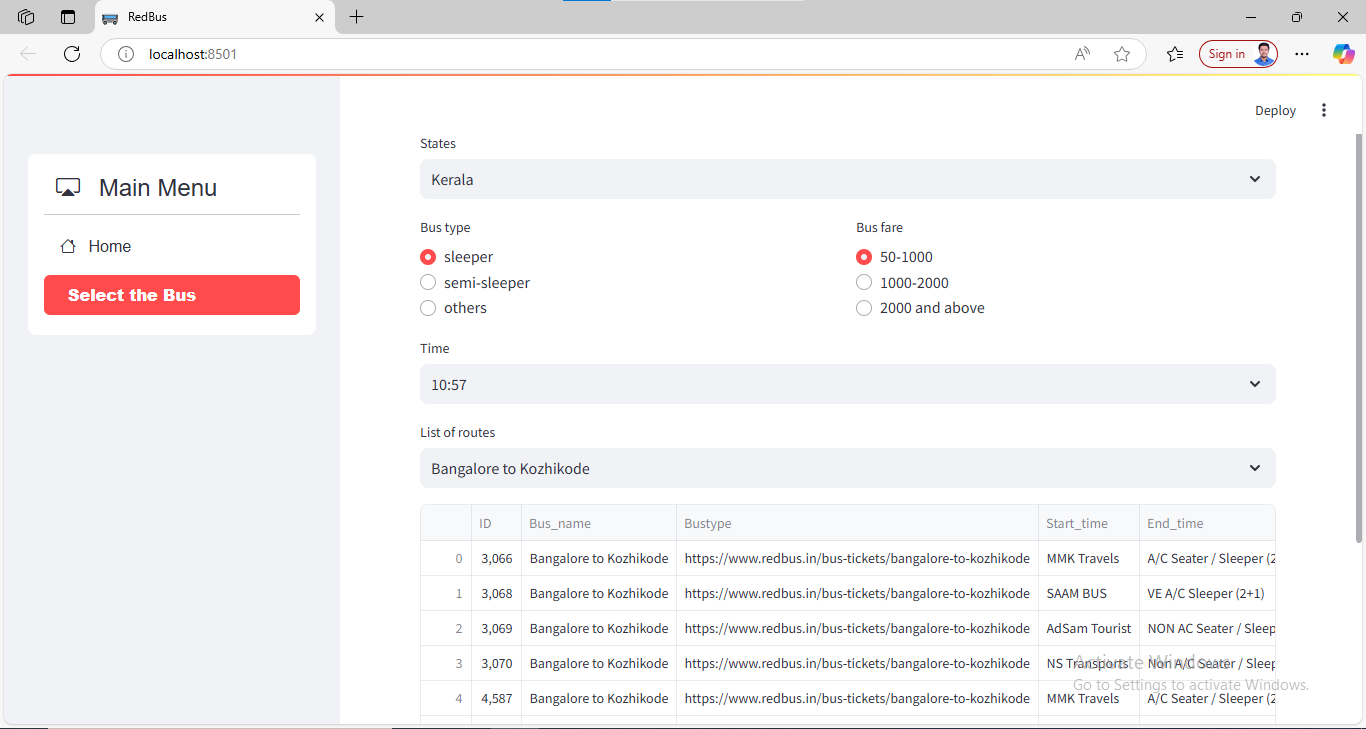 RedBus
localhost:8501
Sign in
Deploy
Main Menu
Home
Select the Bus
States
Kerala
Bus type
sleeper
semi-sleeper
others
Bus fare
50-1000
1000-2000
2000 and above
Time
10:57
List of routes
Bangalore to Kozhikode
ID Bus_name Bustype Start_time End_time
0 3,066 Bangalore to Kozhikode https://www.redbus.in/bus-tickets/bangalore-to-kozhikode MMK Travels A/C Seater / Sleeper (2
1 3,068 Bangalore to Kozhikode https://www.redbus.in/bus-tickets/bangalore-to-kozhikode SAAM BUS VE A/C Sleeper (2+1)
2 3,069 Bangalore to Kozhikode https://www.redbus.in/bus-tickets/bangalore-to-kozhikode AdSam Tourist NON AC Seater / Sleep
3 3,070 Bangalore to Kozhikode https://www.redbus.in/bus-tickets/bangalore-to-kozhikode NS Transports Non A/C Seater / Sleep
4 4,587 Bangalore to Kozhikode https://www.redbus.in/bus-tickets/bangalore-to-kozhikode MMK Travels A/C Seater / Sleeper (2
Activate Windows
Go to Settings to activate Windows.